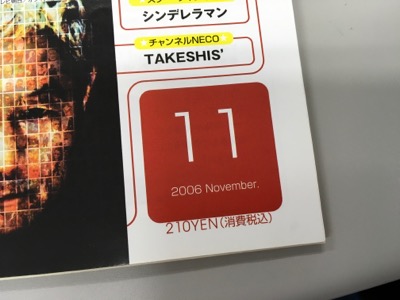 シンデレラマン
チャンネルNECO
TAKESHIS'
11
2006 November.
210YEN(消費税込)